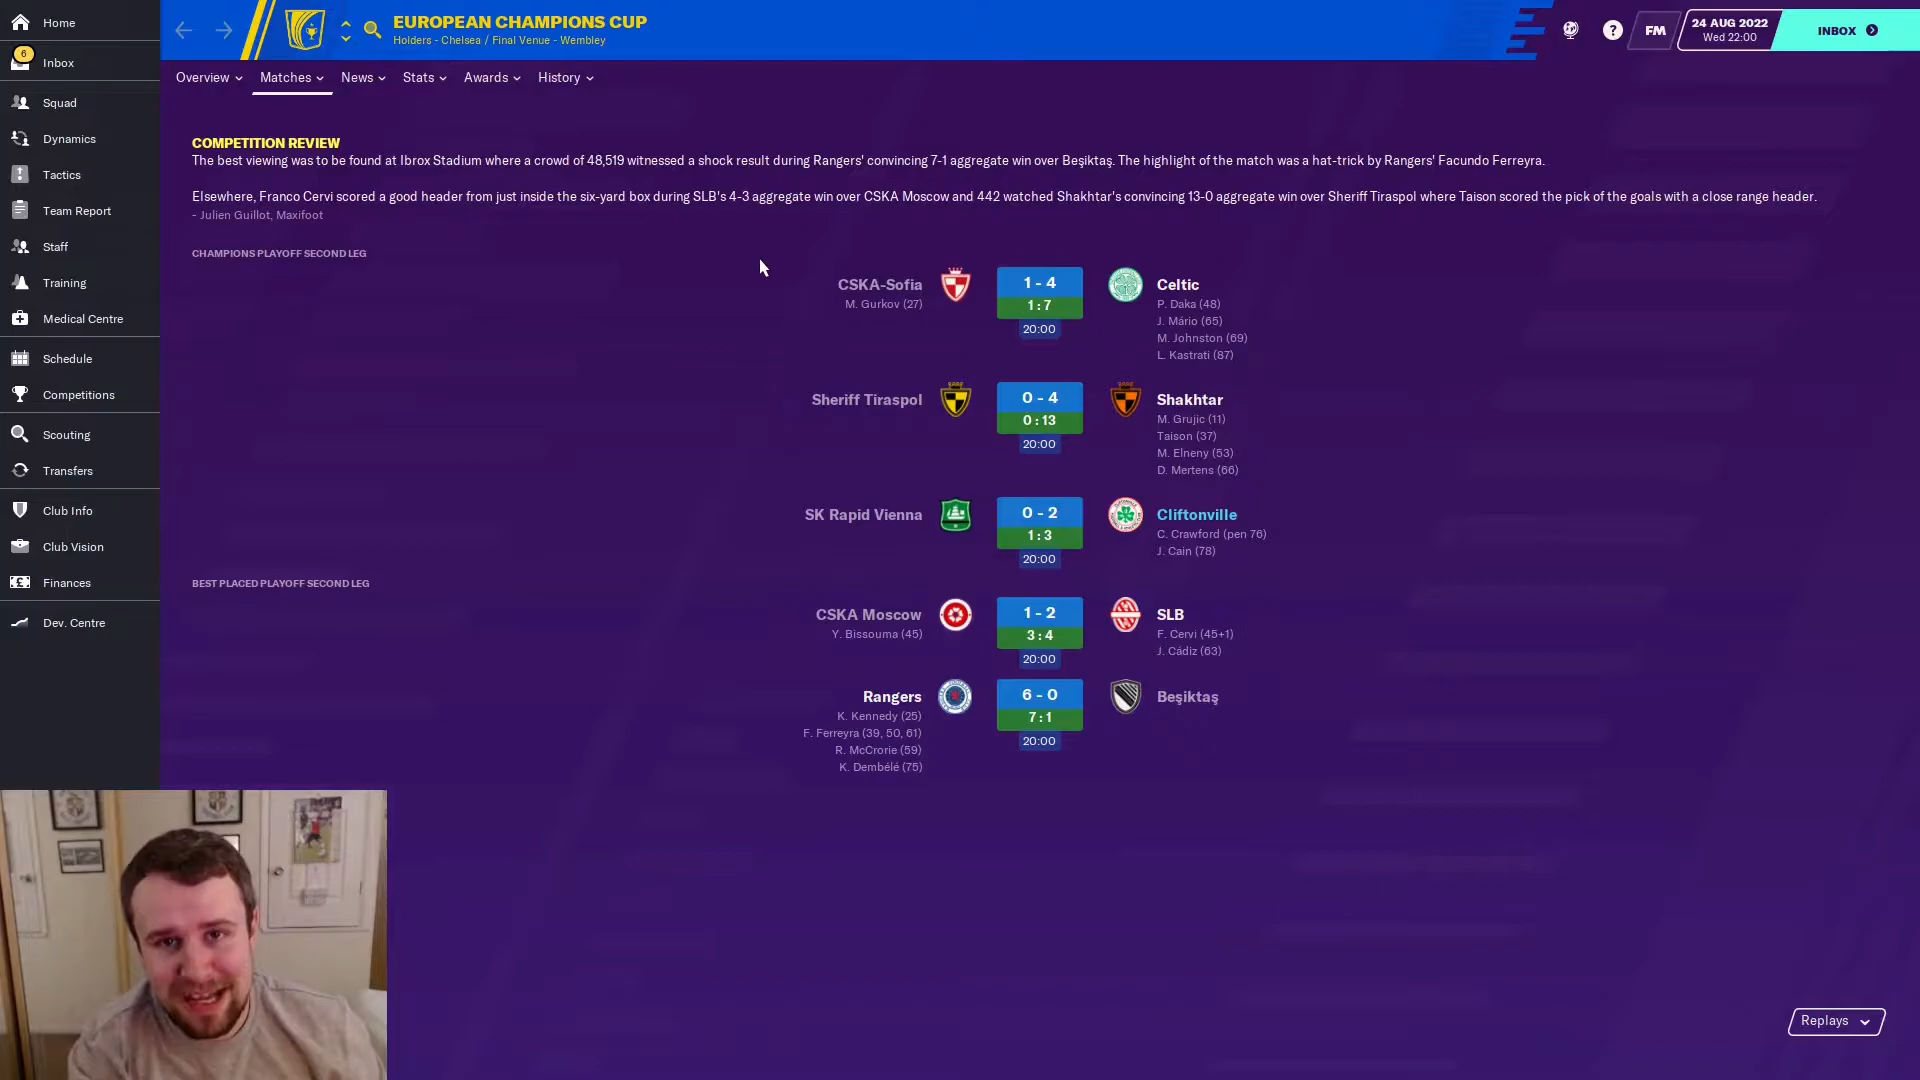 Home
6
Inbox
Squad
Dynamics
Tactics
Team Report
Staff
Training
Medical Centre
Schedule
Competitions
Scouting
Transfers
Club Info
Club Vision
Finances
Dev. Centre
EUROPEAN CHAMPIONS CUP
Holders - Chelsea / Final Venue - Wembley
? FM
24 AUG 2022
Wed 22:00
INBOX
Overview Matches News Stats Awards History
COMPETITION REVIEW
The best viewing was to be found at Ibrox Stadium where a crowd of 48,519 witnessed a shock result during Rangers' convincing 7-1 aggregate win over Beşiktaş. The highlight of the match was a hat-trick by Rangers' Facundo Ferreyra.
Elsewhere, Franco Cervi scored a good header from just inside the six-yard box during SLB's 4-3 aggregate win over CSKA Moscow and 442 watched Shakhtar's convincing 13-0 aggregate win over Sheriff Tiraspol where Taison scored the pick of the goals with a close range header.
- Julien Guillot, Maxifoot
CHAMPIONS PLAYOFF SECOND LEG
CSKA-Sofia 1 - 4 Celtic
M. Gurkov (27) 1 : 7 P. Daka (48)
20:00 J. Mário (65)
M. Johnston (69)
L. Kastrati (87)
Sheriff Tiraspol 0 - 4 Shakhtar
0 : 13 M. Grujic (11)
20:00 Taison (37)
M. Elneny (53)
D. Mertens (66)
SK Rapid Vienna 0 - 2 Cliftonville
1 : 3 C. Crawford (pen 76)
20:00 J. Cain (78)
BEST PLACED PLAYOFF SECOND LEG
CSKA Moscow 1 - 2 SLB
Y. Bissouma (45) 3 : 4 F. Cervi (45+1)
20:00 J. Cádiz (63)
Rangers 6 - 0 Beşiktaş
K. Kennedy (25) 7 : 1
F. Ferreyra (39, 50, 61) 20:00
R. McCrorie (59)
K. Dembélé (75)
Replays